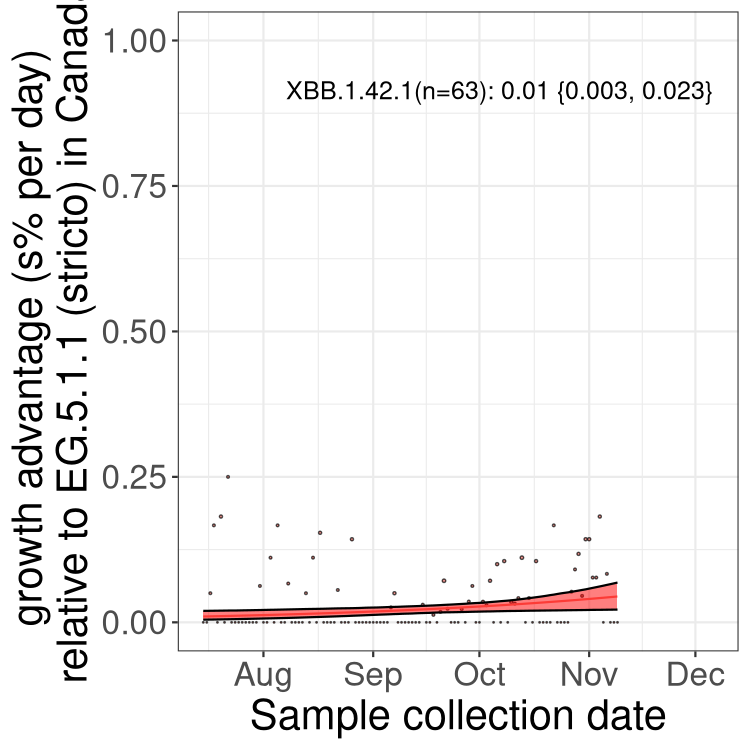 growth advantage (s% per day)
relative to EG.5.1.1 (stricto) in Canada
1.00
0.75
0.50
0.25
0.00
XBB.1.42.1(n=63): 0.01 {0.003, 0.023}
Aug Sep Oct Nov Dec
Sample collection date